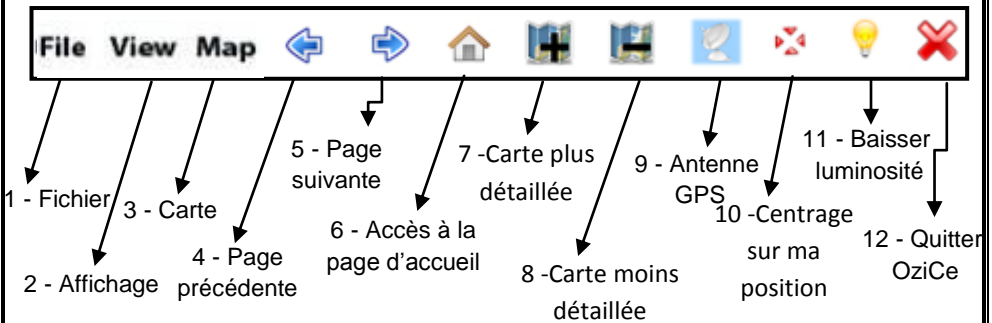 File View Map
1 - Fichier
2 - Affichage
3 - Carte
4 - Page
précédente
5 - Page
suivante
6 - Accès à la
page d’accueil
7 -Carte plus
détaillée
8 -Carte moins
détaillée
9 - Antenne
GPS
10 -Centrage
sur ma
position
11 - Baisser
luminosité
12 - Quitter
OziCe